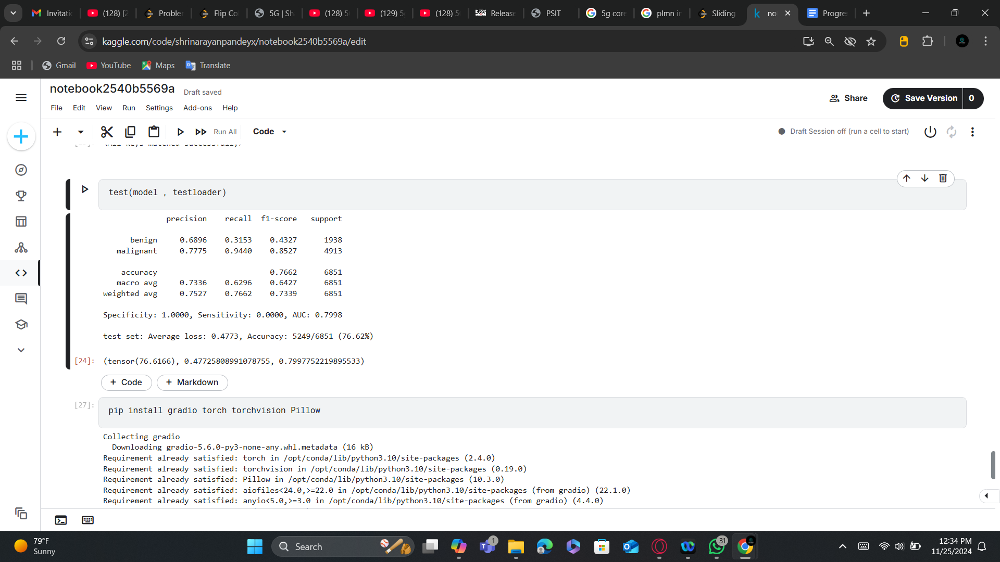 Invitati
(128) [2
Probler
Flip Co
5G | Sh
(128) 5
(129) 5
(128) 5
Release
PSIT
5g core
plmn in
Sliding
no
Progres
kaggle.com/code/shrinarayanpandeyx/notebook2540b5569a/edit
Gmail YouTube Maps Translate
notebook2540b5569a Draft saved
Share Save Version 0
File Edit View Run Settings Add-ons Help
Run All Code Draft Session off (run a cell to start)
test(model , testloader)
precision recall f1-score support
benign 0.6896 0.3153 0.4327 1938
malignant 0.7775 0.9440 0.8527 4913
accuracy 0.7662 6851
macro avg 0.7336 0.6296 0.6427 6851
weighted avg 0.7527 0.7662 0.7339 6851
Specificity: 1.0000, Sensitivity: 0.0000, AUC: 0.7998
test set: Average loss: 0.4773, Accuracy: 5249/6851 (76.62%)
[24]: (tensor(76.6166), 0.47725808991078755, 0.7997752219895533)
+ Code + Markdown
[27]: pip install gradio torch torchvision Pillow
Collecting gradio
Downloading gradio-5.6.0-py3-none-any.whl.metadata (16 kB)
Requirement already satisfied: torch in /opt/conda/lib/python3.10/site-packages (2.4.0)
Requirement already satisfied: torchvision in /opt/conda/lib/python3.10/site-packages (0.19.0)
Requirement already satisfied: Pillow in /opt/conda/lib/python3.10/site-packages (10.3.0)
Requirement already satisfied: aiofiles<24.0,>=22.0 in /opt/conda/lib/python3.10/site-packages (from gradio) (22.1.0)
Requirement already satisfied: anyio<5.0,>=3.0 in /opt/conda/lib/python3.10/site-packages (from gradio) (4.4.0)
79°F
Sunny
Search
1
31
12:34 PM
11/25/2024